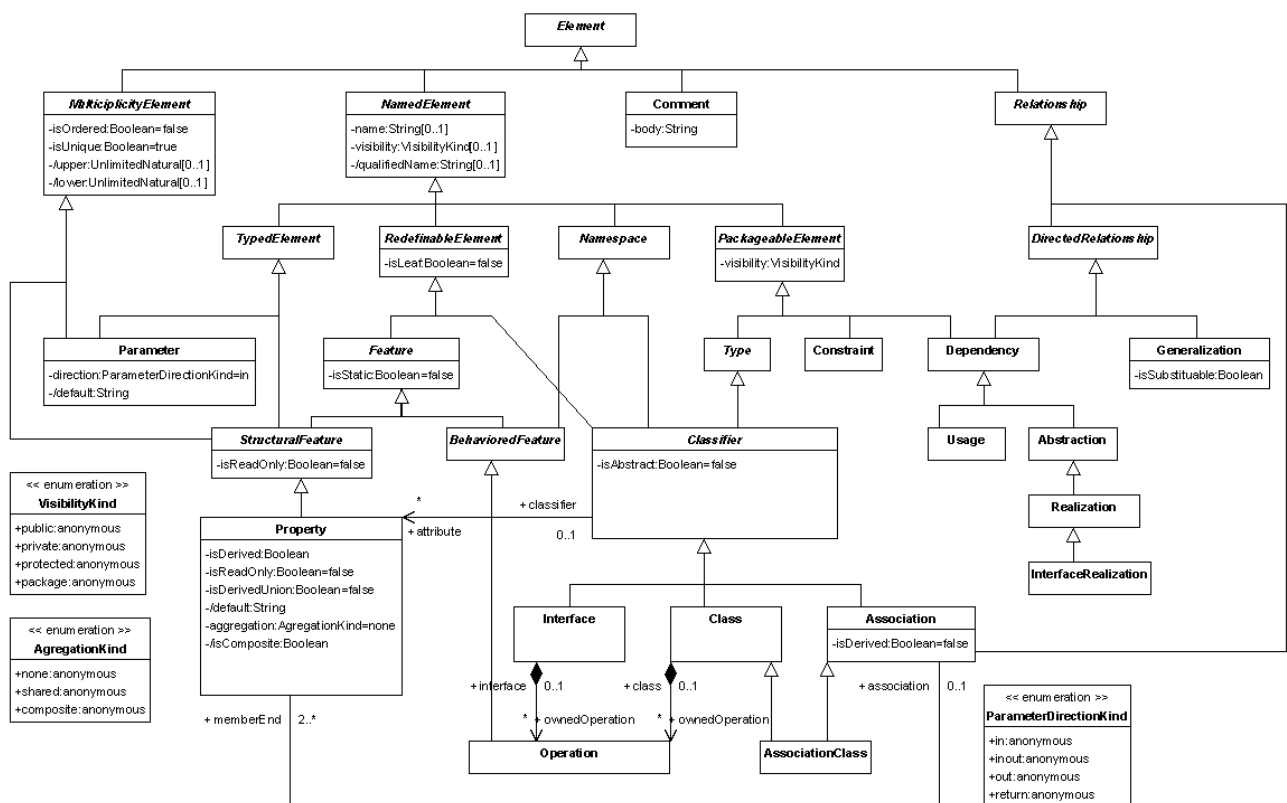 Element
MulticiplicityElement
-isOrdered:Boolean=false
-isUnique:Boolean=true
-/upper:UnlimitedNatural[0..1]
-/lower:UnlimitedNatural[0..1]
NamedElement
-name:String[0..1]
-visibility:VisibilityKind[0..1]
-/qualifiedName:String[0..1]
Comment
-body:String
Relationship
TypedElement
RedefinableElement
-isLeaf:Boolean=false
Namespace
PackageableElement
-visibility:VisibilityKind
DirectedRelationship
Parameter
-direction:ParameterDirectionKind=in
-/default:String
Feature
-isStatic:Boolean=false
Type
Constraint
Dependency
Generalization
-isSubstituable:Boolean
StructuralFeature
-isReadOnly:Boolean=false
BehavioredFeature
Classifier
-isAbstract:Boolean=false
Usage
Abstraction
Realization
InterfaceRealization
<< enumeration >>
VisibilityKind
+public:anonymous
+private:anonymous
+protected:anonymous
+package:anonymous
Property
-isDerived:Boolean
-isReadOnly:Boolean=false
-isDerivedUnion:Boolean=false
-/default:String
-aggregation:AgregationKind=none
-/isComposite:Boolean
*
+ attribute
+ classifier
0..1
<< enumeration >>
AgregationKind
+none:anonymous
+shared:anonymous
+composite:anonymous
Interface
Class
Association
-isDerived:Boolean=false
+ interface
0..1
+ class
0..1
+ association
0..1
+ memberEnd
2..*
* + ownedOperation
* + ownedOperation
Operation
AssociationClass
<< enumeration >>
ParameterDirectionKind
+in:anonymous
+inout:anonymous
+out:anonymous
+return:anonymous